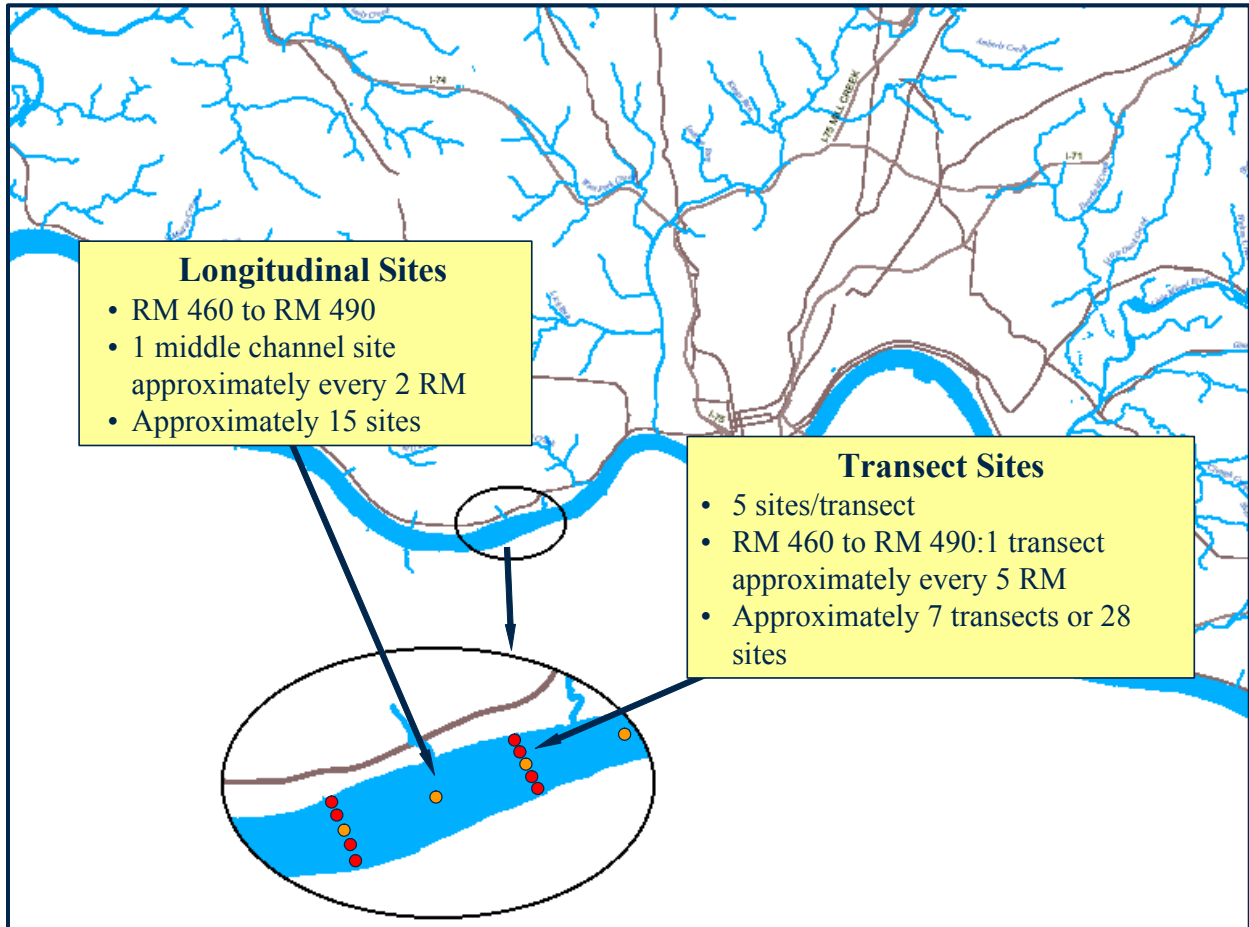 I-74
I-75 MILL CREEK
I-71
Amberly Creek
Longitudinal Sites
• RM 460 to RM 490
• 1 middle channel site
approximately every 2 RM
• Approximately 15 sites
I-75
Transect Sites
• 5 sites/transect
• RM 460 to RM 490:1 transect
approximately every 5 RM
• Approximately 7 transects or 28
sites